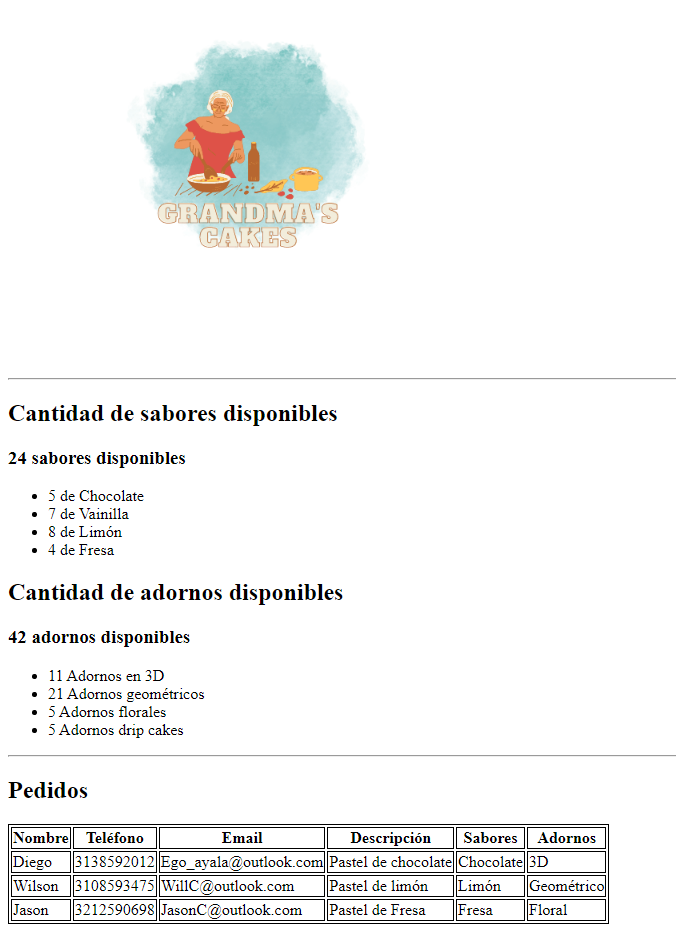 GRANDMA'S
CAKES
Cantidad de sabores disponibles
24 sabores disponibles
5 de Chocolate
7 de Vainilla
8 de Limón
4 de Fresa
Cantidad de adornos disponibles
42 adornos disponibles
11 Adornos en 3D
21 Adornos geométricos
5 Adornos florales
5 Adornos drip cakes
Pedidos
Nombre Teléfono Email Descripción Sabores Adornos
Diego 3138592012 Ego_ayala@outlook.com Pastel de chocolate Chocolate 3D
Wilson 3108593475 WillC@outlook.com Pastel de limón Limón Geométrico
Jason 3212590698 JasonC@outlook.com Pastel de Fresa Fresa Floral